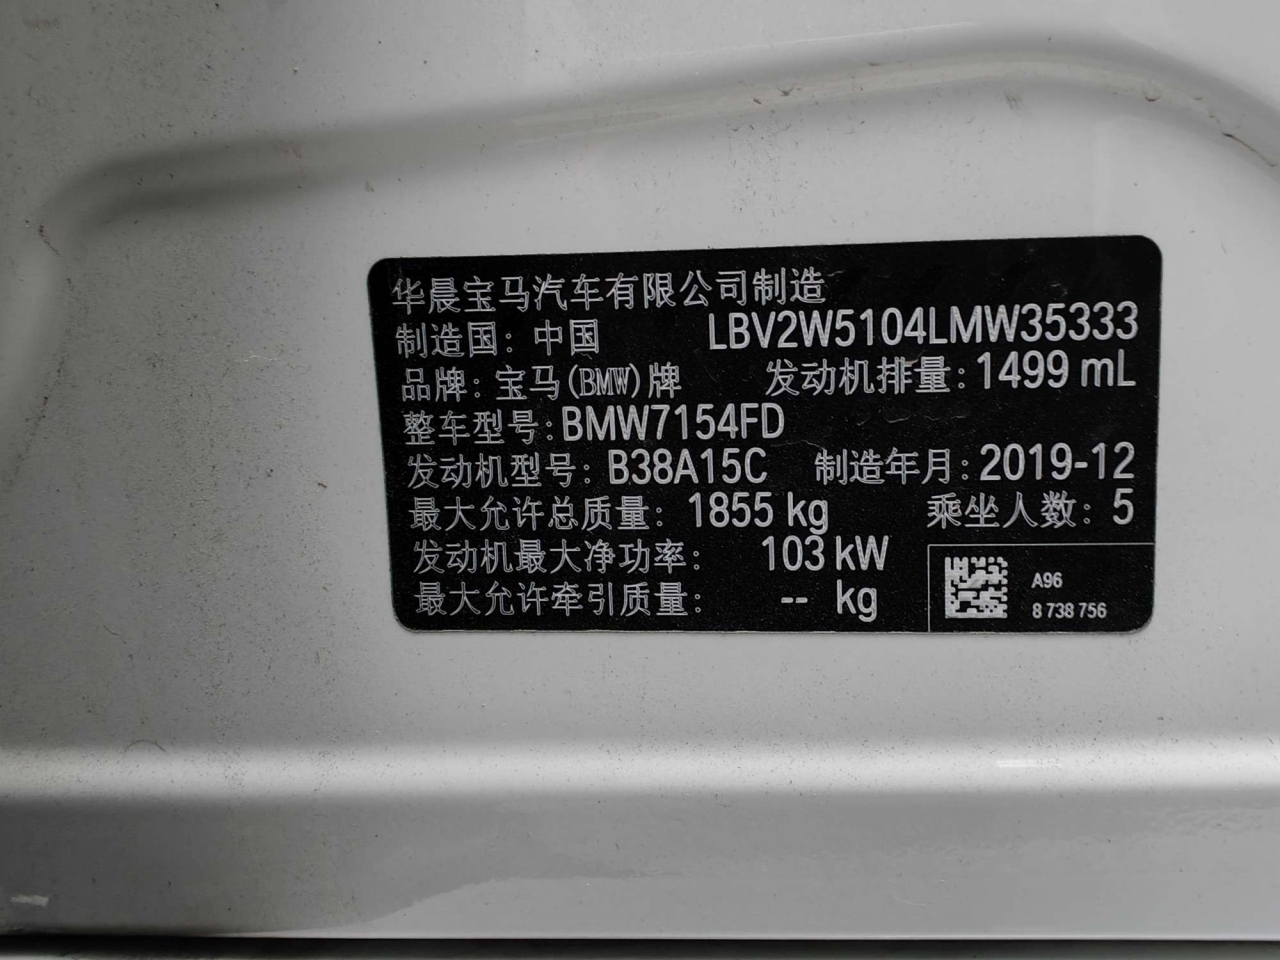 华晨宝马汽车有限公司制造
制造国：中国 LBV2W5104LMW35333
品牌：宝马(BMW)牌 发动机排量：1499 mL
整车型号：BMW7154FD
发动机型号：B38A15C 制造年月：2019-12
最大允许总质量：1855 kg 乘坐人数：5
发动机最大净功率：103 kW
最大允许牵引质量：-- kg
A96
8 738 756